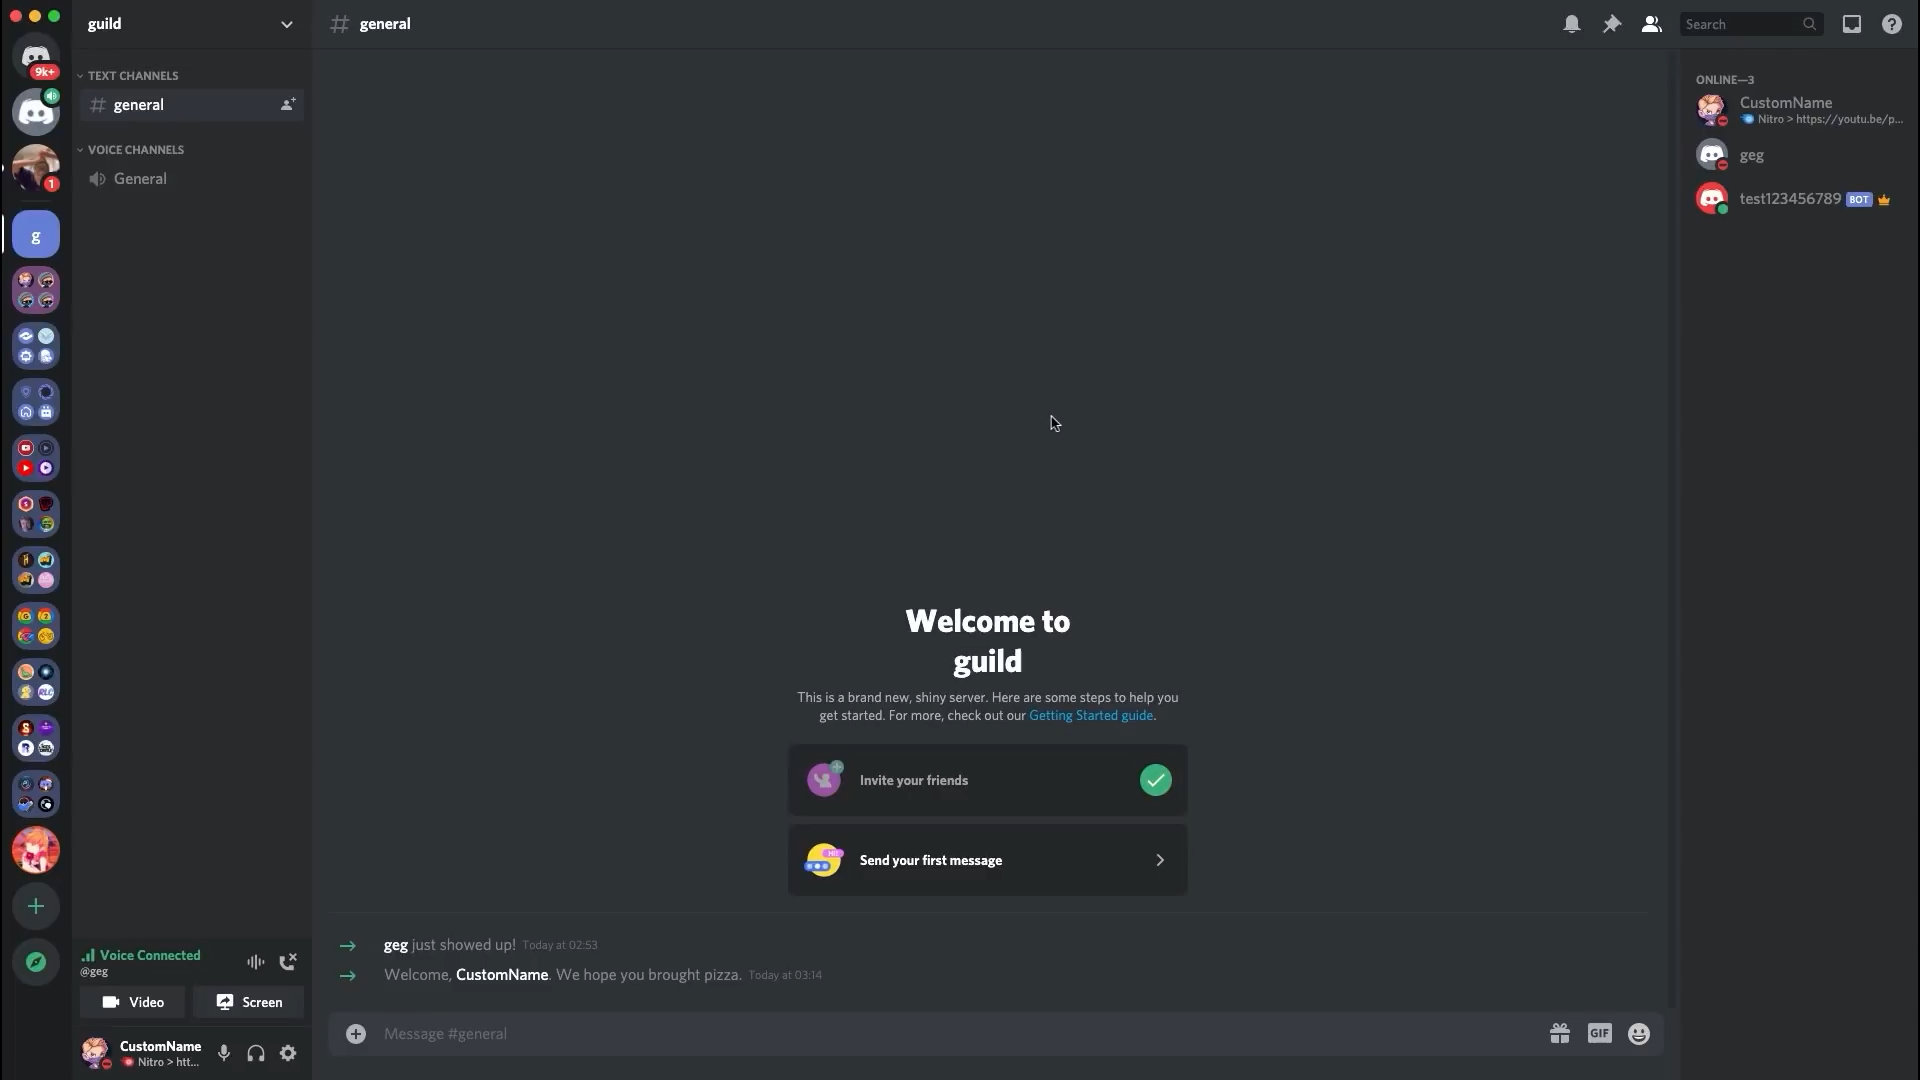 guild
TEXT CHANNELS
general
VOICE CHANNELS
General
9k+
1
g
Voice Connected
@geg
Video
Screen
CustomName
Nitro > htt...
general
Search
Welcome to
guild
This is a brand new, shiny server. Here are some steps to help you
get started. For more, check out our Getting Started guide.
Invite your friends
Send your first message
geg just showed up! Today at 02:53
Welcome, CustomName. We hope you brought pizza. Today at 03:14
Message #general
GIF
ONLINE—3
CustomName
Nitro > https://youtu.be/p...
geg
test123456789 BOT